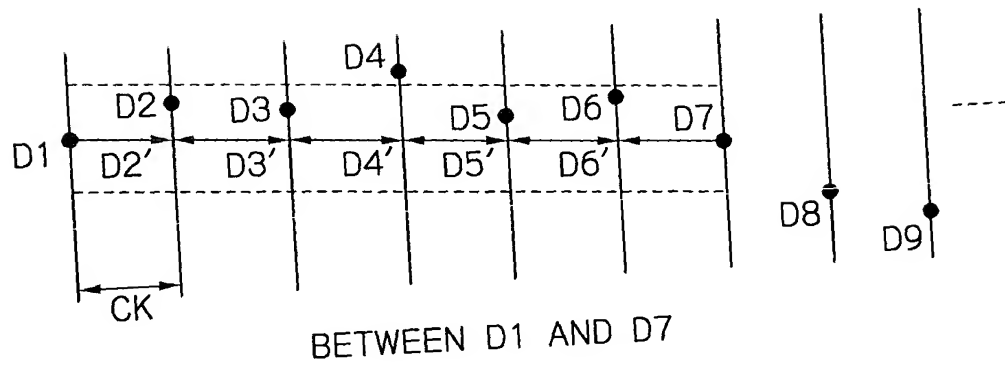 D4
D2 D3 D5 D6 D7
D1 D2′ D3′ D4′ D5′ D6′
D8
D9
CK
BETWEEN D1 AND D7